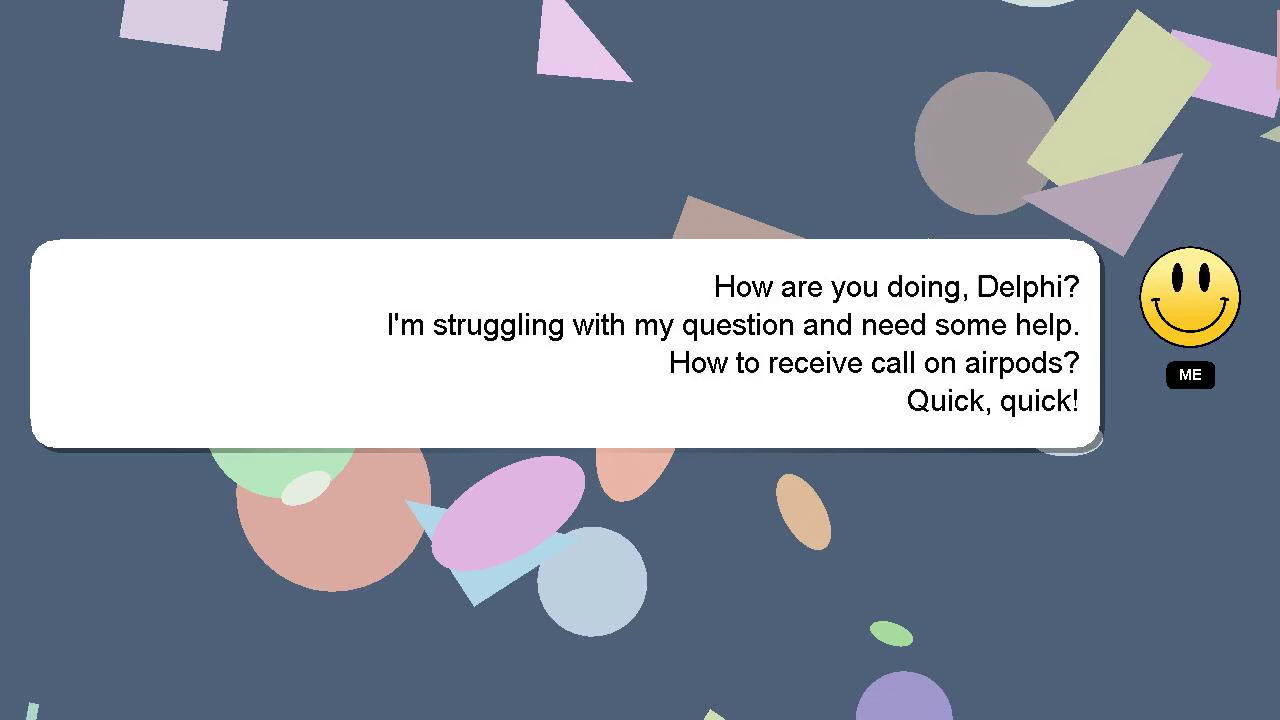 How are you doing, Delphi?
I'm struggling with my question and need some help.
How to receive call on airpods?
Quick, quick!
ME